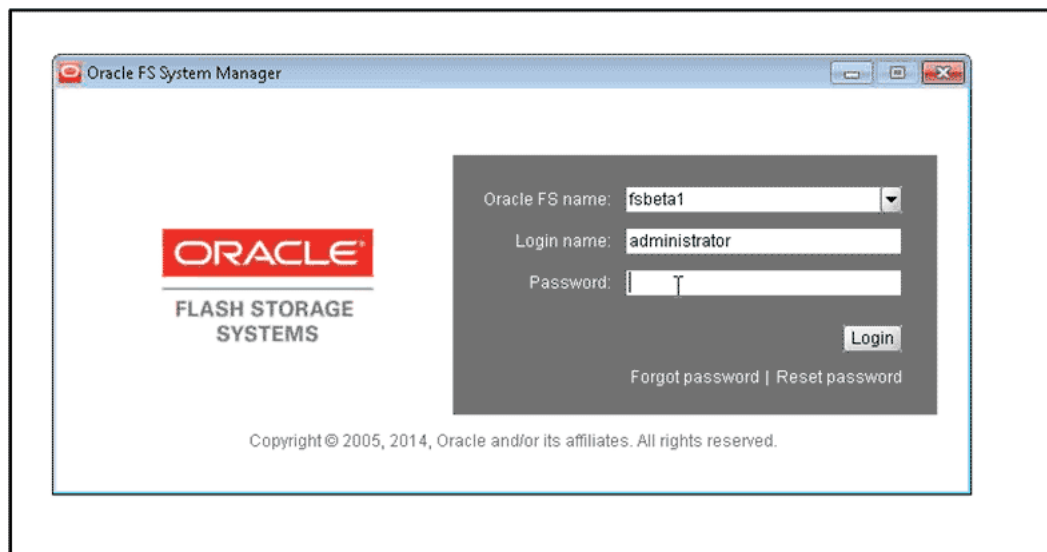 Oracle FS System Manager
Oracle FS name: fsbeta1
Login name: administrator
Password:
ORACLE®
FLASH STORAGE
SYSTEMS
Login
Forgot password | Reset password
Copyright © 2005, 2014, Oracle and/or its affiliates. All rights reserved.